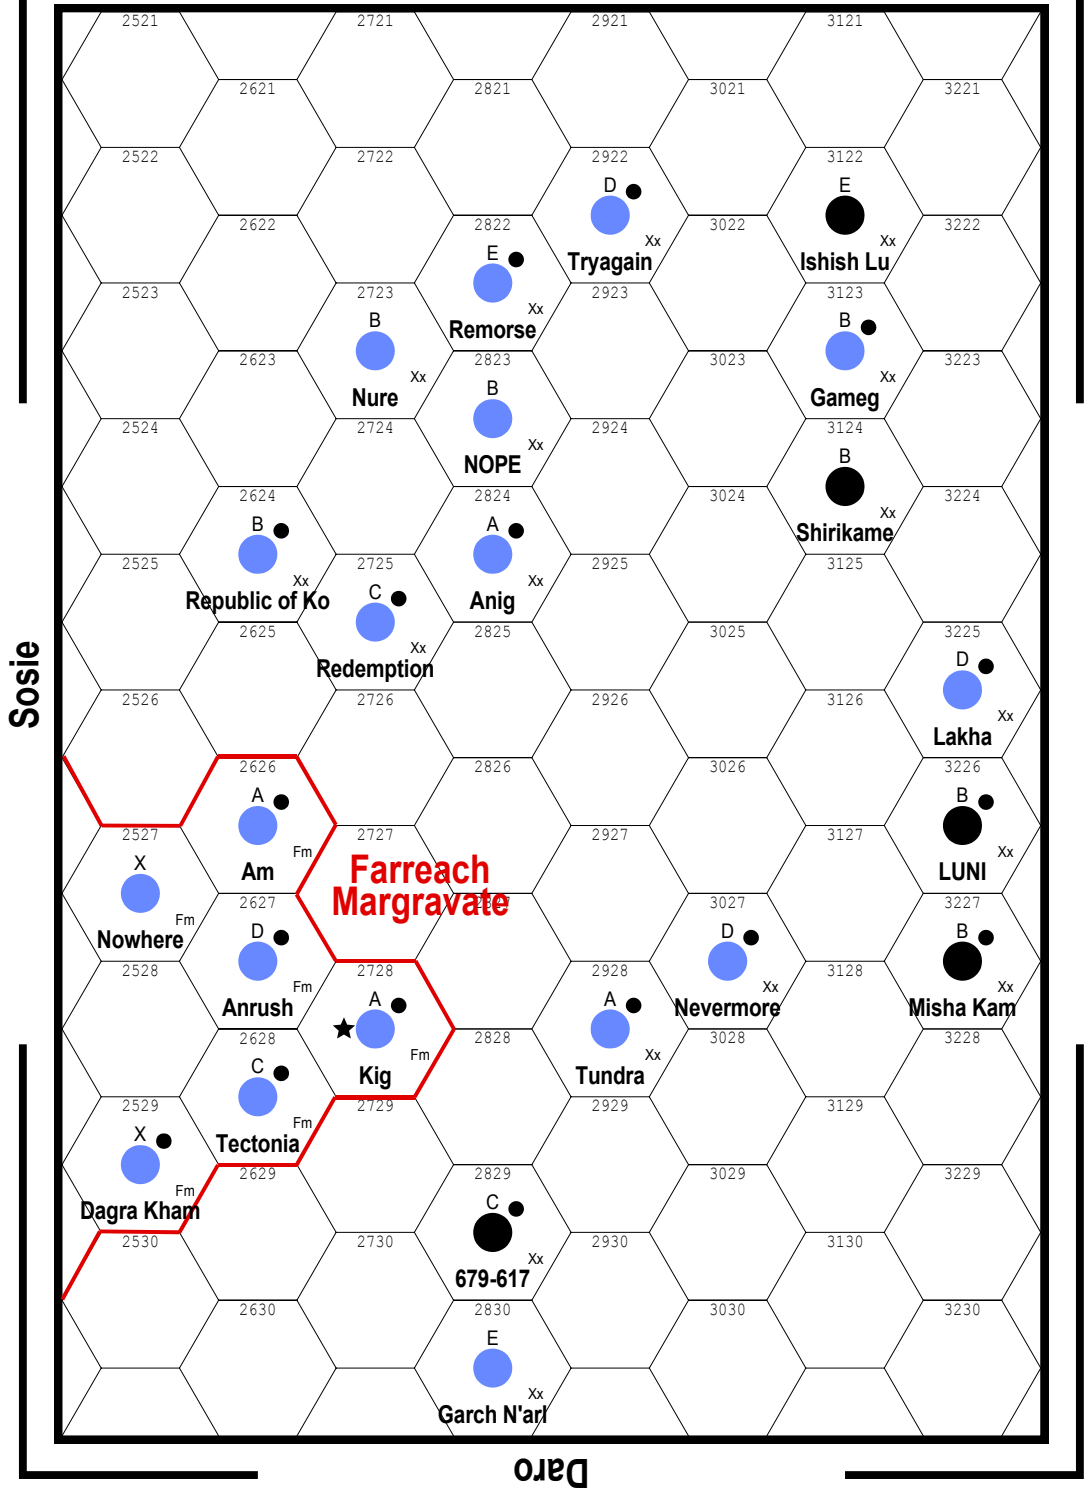 2521 2721 2921 3121
2621 2821 3021 3221
2522 2722 2922 3122
D E
2622 2822 3022 3222
Xx Xx
E Tryagain Ishish Lu
2523 2723 2923 3123
Xx
B Remorse B
2623 2823 3023 3223
Xx Xx
B
Nure Gameg
2524 2724 2924 3124
Xx
B
NOPE
2624 2824 3024 3224
Xx
B A Shirikame
2525 2725 2925 3125
Xx Xx
C
Republic of Ko Anig
2625 2825 3025 3225
Xx
D
Redemption
Sosie
2526 2726 2926 3126
Xx
Lakha
2626 2826 3026 3226
A B
2527 2727 2927 3127
Fm Xx
X
Am Farreach LUNI
Margravate
2627 2827 3027 3227
Fm
D D B
Nowhere
2528 2728 2928 3128
Fm Xx Xx
A A
Anrush Nevermore Misha Kam
2628 2828 3028 3228
Fm Xx
C
Kig Tundra
2529 2729 2929 3129
Fm
X
Tectonia
2629 2829 3029 3229
Fm
C
Dagra Kham
2530 2730 2930 3130
Xx
679-617
2630 2830 3030 3230
E
Xx
Garch N'arl
Daro